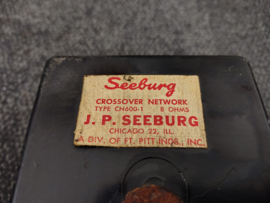 Seeburg
CROSSOVER NETWORK
TYPE CN600-1 8 OHMS
J. P. SEEBURG
CHICAGO 22, ILL.
A DIV. OF FT. PITT INDS., INC.